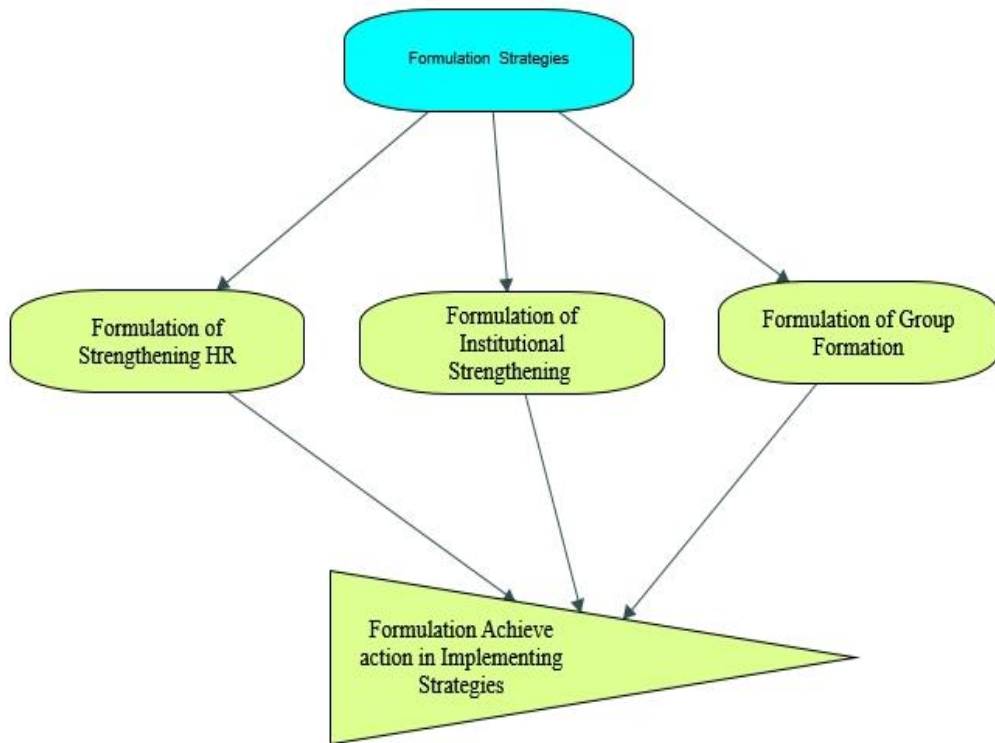 Formulation Strategies
Formulation of
Strengthening HR
Formulation of
Institutional
Strengthening
Formulation of Group
Formation
Formulation Achieve
action in Implementing
Strategies